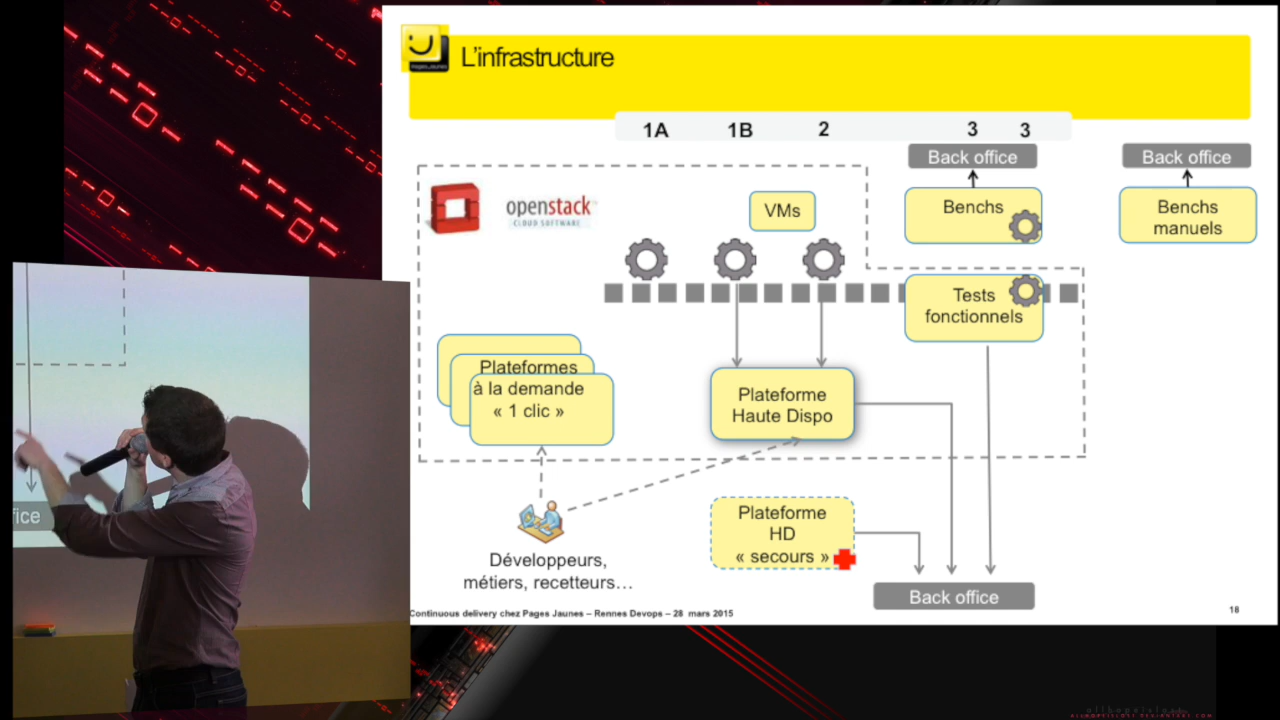 L'infrastructure
PagesJaunes
1A 1B 2 3 3
Back office
Back office
openstack
CLOUD SOFTWARE
VMs
Benchs
Benchs
manuels
Tests
fonctionnels
Plateformes
à la demande
« 1 clic »
Plateforme
Haute Dispo
Plateforme
HD
« secours »
Développeurs,
métiers, recetteurs…
Back office
Continuous delivery chez Pages Jaunes – Rennes Devops – 28 mars 2015
18
fice